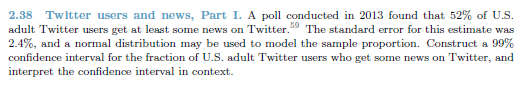 2.38 Twitter users and news, Part I. A poll conducted in 2013 found that 52% of U.S.
adult Twitter users get at least some news on Twitter.59 The standard error for this estimate was
2.4%, and a normal distribution may be used to model the sample proportion. Construct a 99%
confidence interval for the fraction of U.S. adult Twitter users who get some news on Twitter, and
interpret the confidence interval in context.